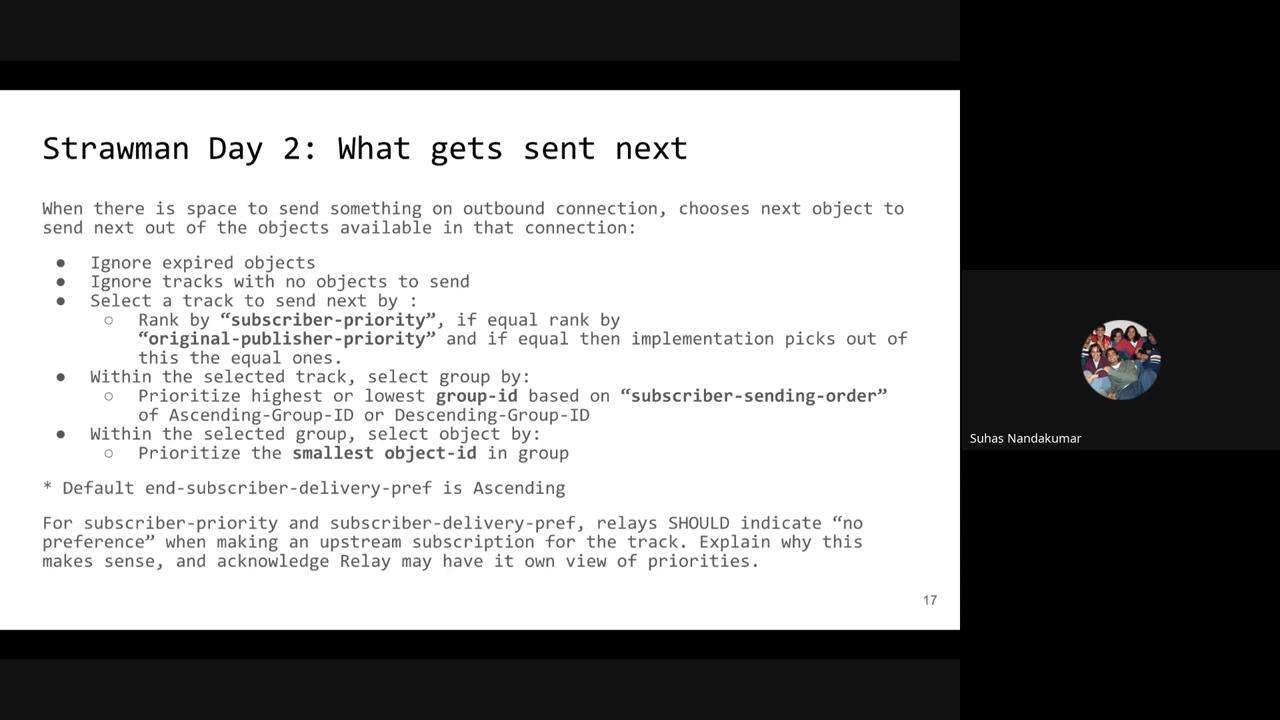 Strawman Day 2: What gets sent next
When there is space to send something on outbound connection, chooses next object to
send next out of the objects available in that connection:
● Ignore expired objects
● Ignore tracks with no objects to send
● Select a track to send next by :
○ Rank by “subscriber-priority”, if equal rank by
“original-publisher-priority” and if equal then implementation picks out of
this the equal ones.
● Within the selected track, select group by:
○ Prioritize highest or lowest group-id based on “subscriber-sending-order”
of Ascending-Group-ID or Descending-Group-ID
● Within the selected group, select object by:
○ Prioritize the smallest object-id in group
* Default end-subscriber-delivery-pref is Ascending
For subscriber-priority and subscriber-delivery-pref, relays SHOULD indicate “no
preference” when making an upstream subscription for the track. Explain why this
makes sense, and acknowledge Relay may have it own view of priorities.
17
Suhas Nandakumar